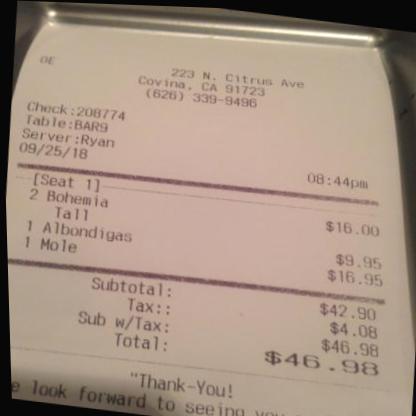 OE
223 N. Citrus Ave
Covina, CA 91723
(626) 339-9496
Check:208774
Table:BAR9
Server:Ryan
09/25/18 08:44pm
[Seat 1]
2 Bohemia
Tall $16.00
1 Albondigas $9.95
1 Mole $16.95
Subtotal: $42.90
Tax:: $4.08
Sub w/Tax: $46.98
Total: $46.98
"Thank-You!
e look forward to seeing you